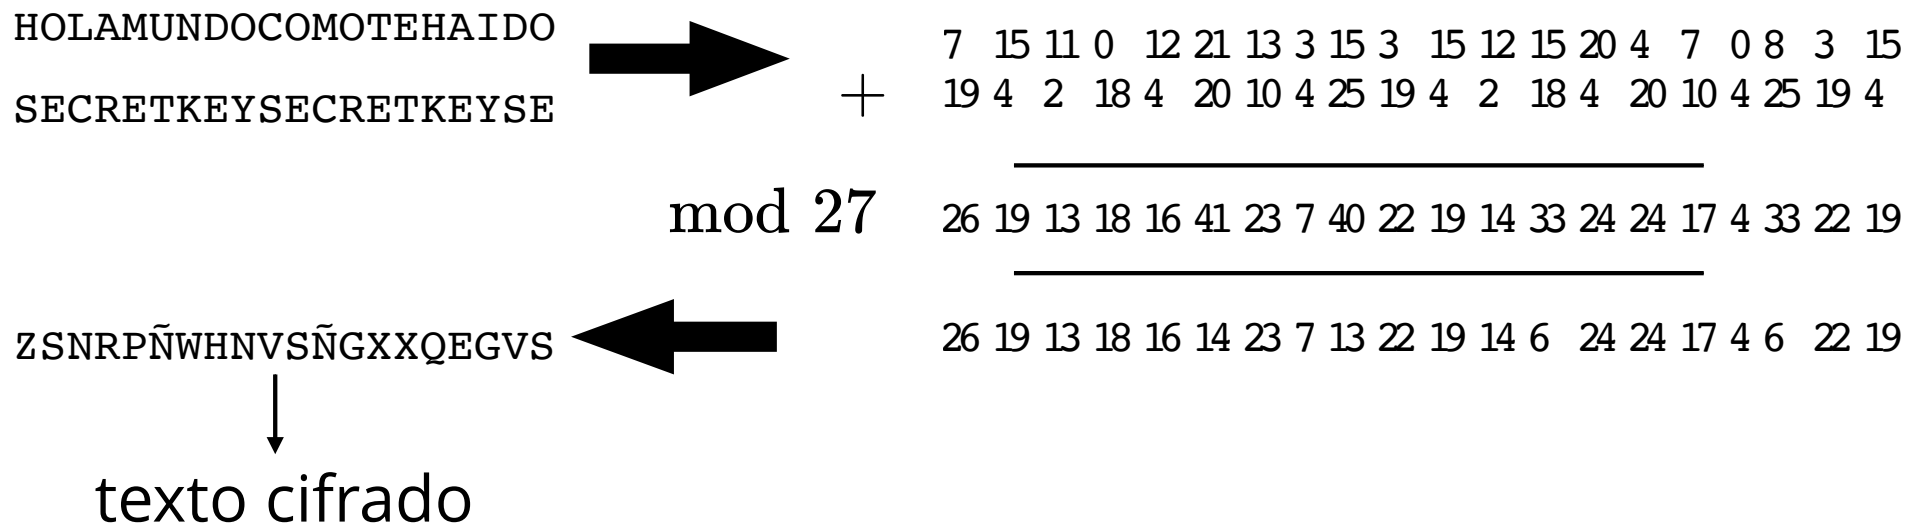 HOLAMUNDOCOMOTEHAIDO
SECRETKEYSECRETKEYSE
7 15 11 0 12 21 13 3 15 3 15 12 15 20 4 7 0 8 3 15
+ 19 4 2 18 4 20 10 4 25 19 4 2 18 4 20 10 4 25 19 4
mod 27
26 19 13 18 16 41 23 7 40 22 19 14 33 24 24 17 4 33 22 19
ZSNRPÑWHNVSÑGXXQEGVS
26 19 13 18 16 14 23 7 13 22 19 14 6 24 24 17 4 6 22 19
texto cifrado